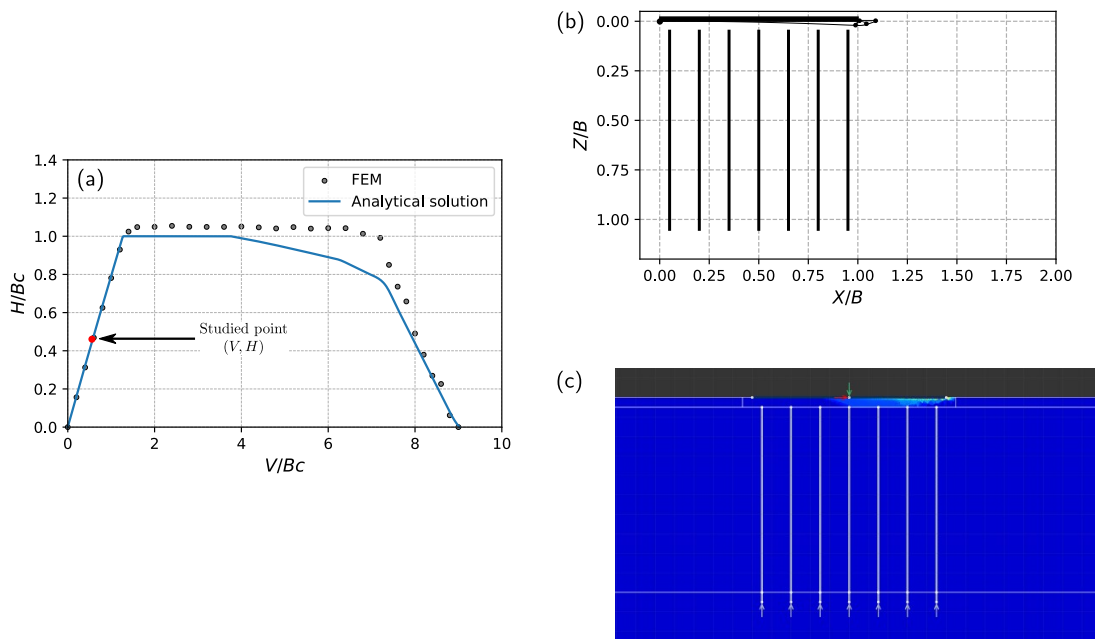 (a)
1.4
1.2
1.0
0.8
0.6
0.4
0.2
0.0
H/Bc
FEM
Analytical solution
Studied point
(V, H)
0 2 4 6 8 10
V/Bc
(b)
0.00
0.25
0.50
0.75
1.00
Z/B
0.00 0.25 0.50 0.75 1.00 1.25 1.50 1.75 2.00
X/B
(c)